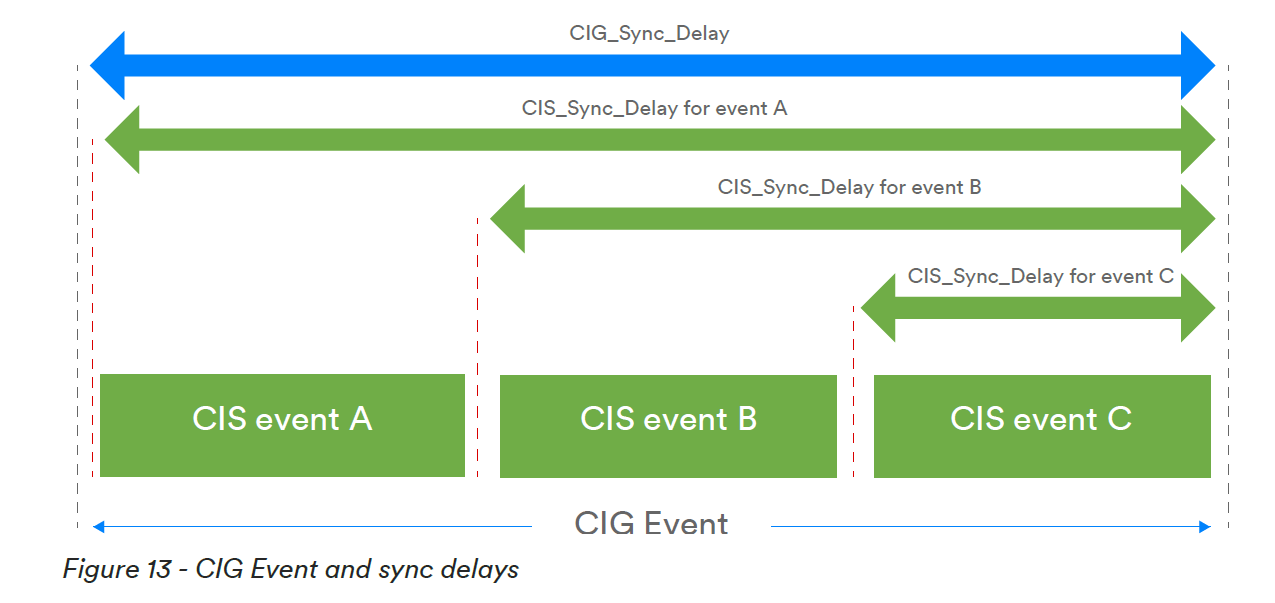 CIG_Sync_Delay
CIS_Sync_Delay for event A
CIS_Sync_Delay for event B
CIS_Sync_Delay for event C
CIS event A
CIS event B
CIS event C
CIG Event
Figure 13 - CIG Event and sync delays